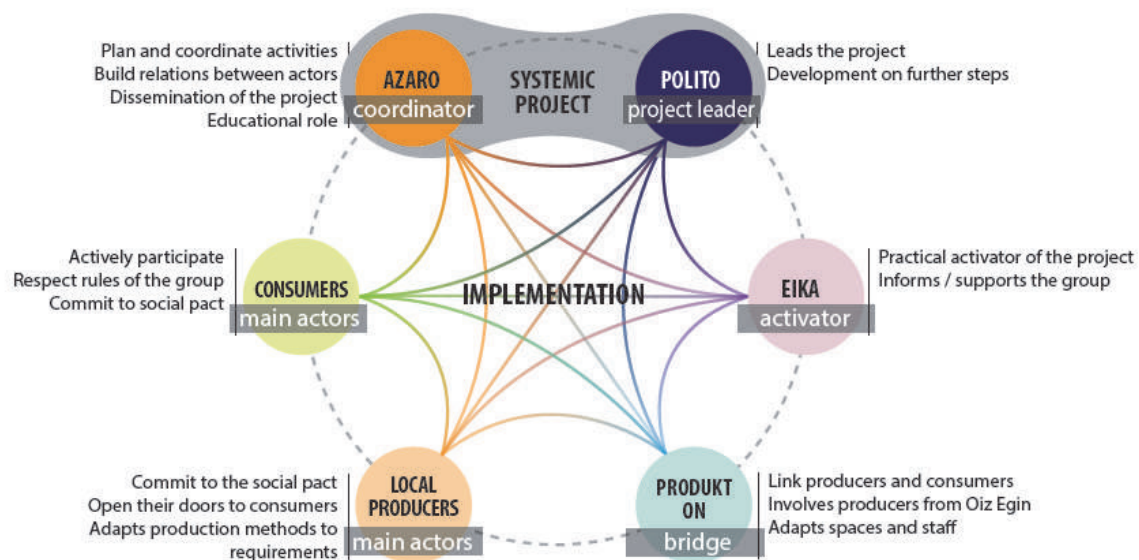 Plan and coordinate activities
Build relations between actors
Dissemination of the project
Educational role
AZARO
coordinator
SYSTEMIC
PROJECT
POLITO
project leader
Leads the project
Development on further steps
Actively participate
Respect rules of the group
Commit to social pact
CONSUMERS
main actors
IMPLEMENTATION
EIKA
activator
Practical activator of the project
Informs / supports the group
Commit to the social pact
Open their doors to consumers
Adapts production methods to
requirements
LOCAL
PRODUCERS
main actors
PRODUKT
ON
bridge
Link producers and consumers
Involves producers from Oiz Egin
Adapts spaces and staff